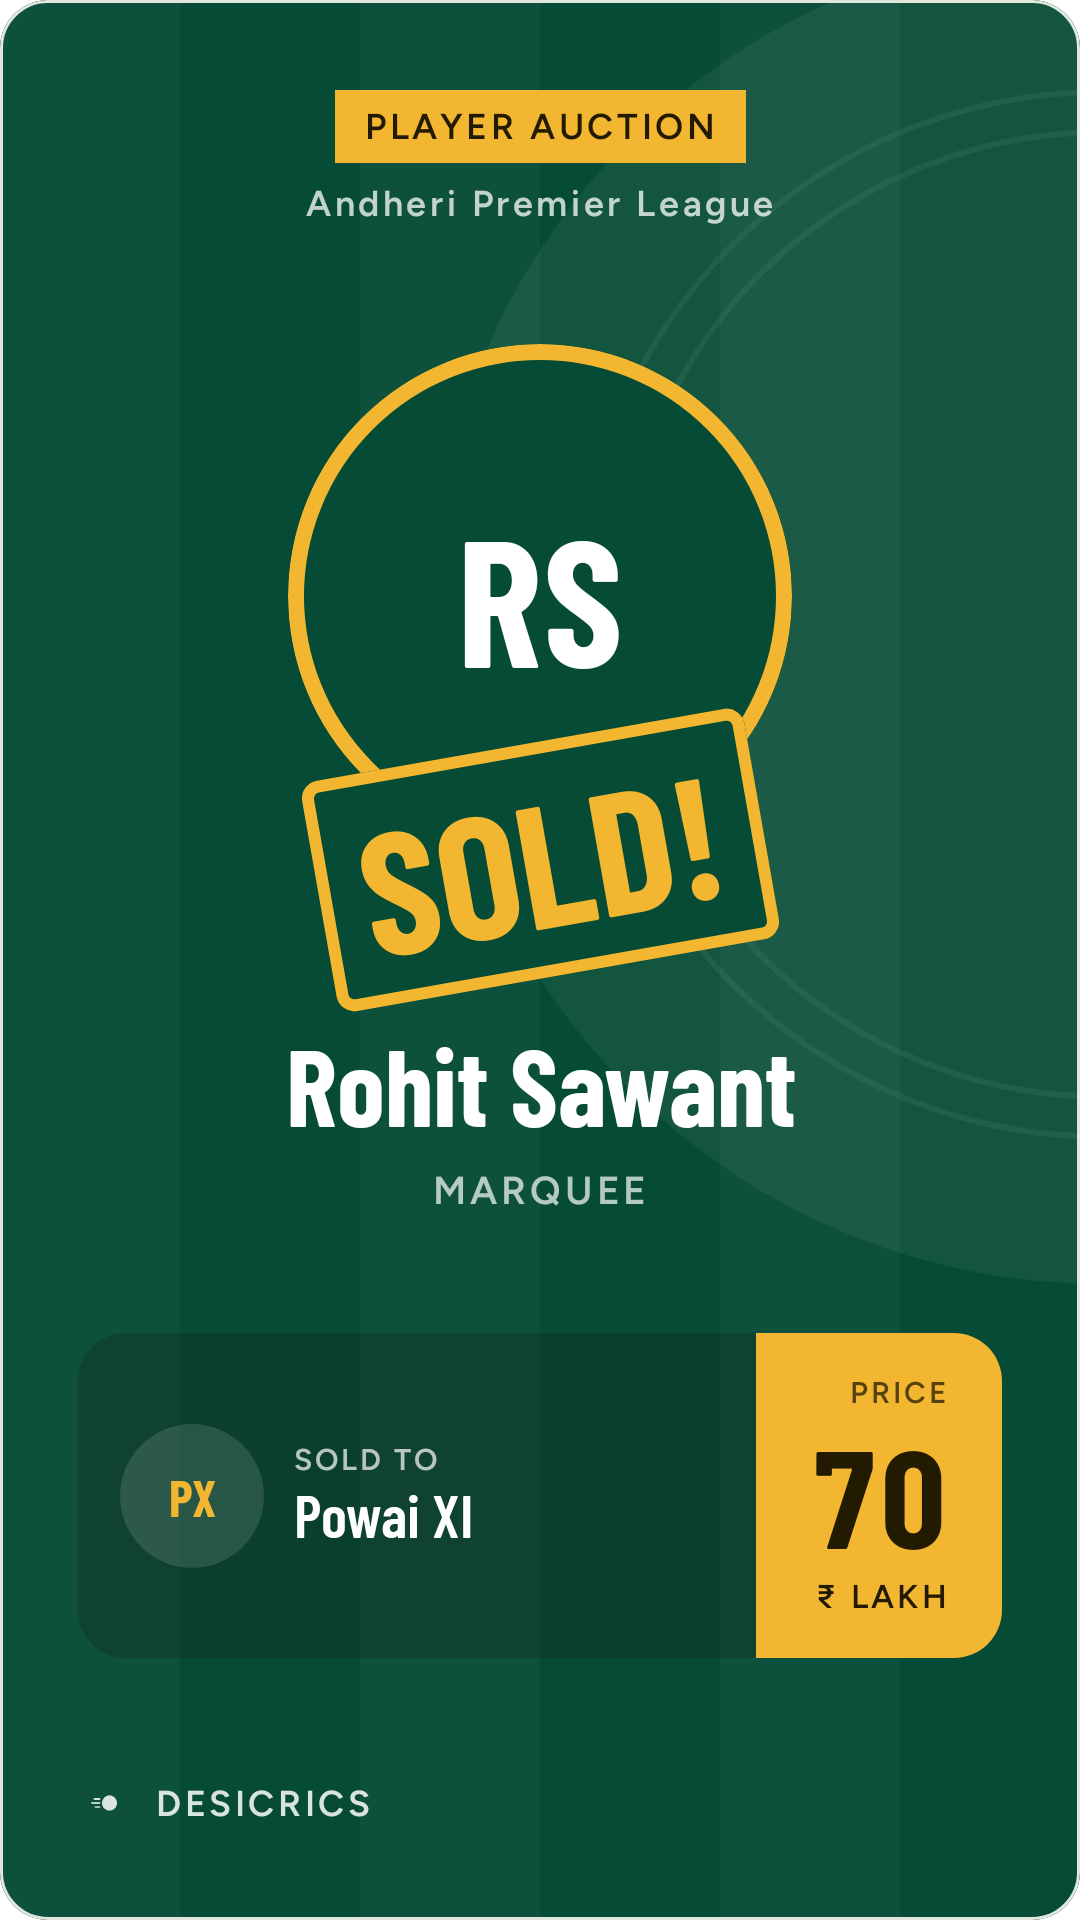 PLAYER AUCTION
Andheri Premier League
RS
SOLD!
Rohit Sawant
MARQUEE
PX
SOLD TO
Powai XI
PRICE
70
₹ LAKH
DESICRICS